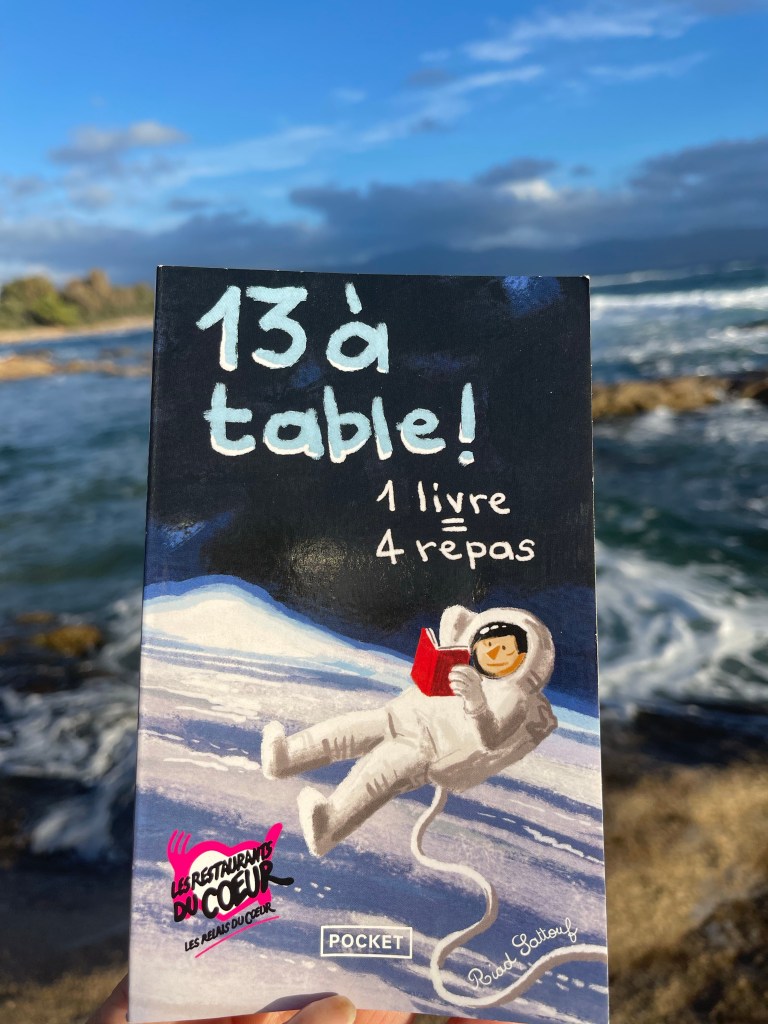 13 à
table!
1 livre
=
4 repas
LES RESTAURANTS
DU COEUR
LES RELAIS DU COEUR
POCKET
Riad Sattouf